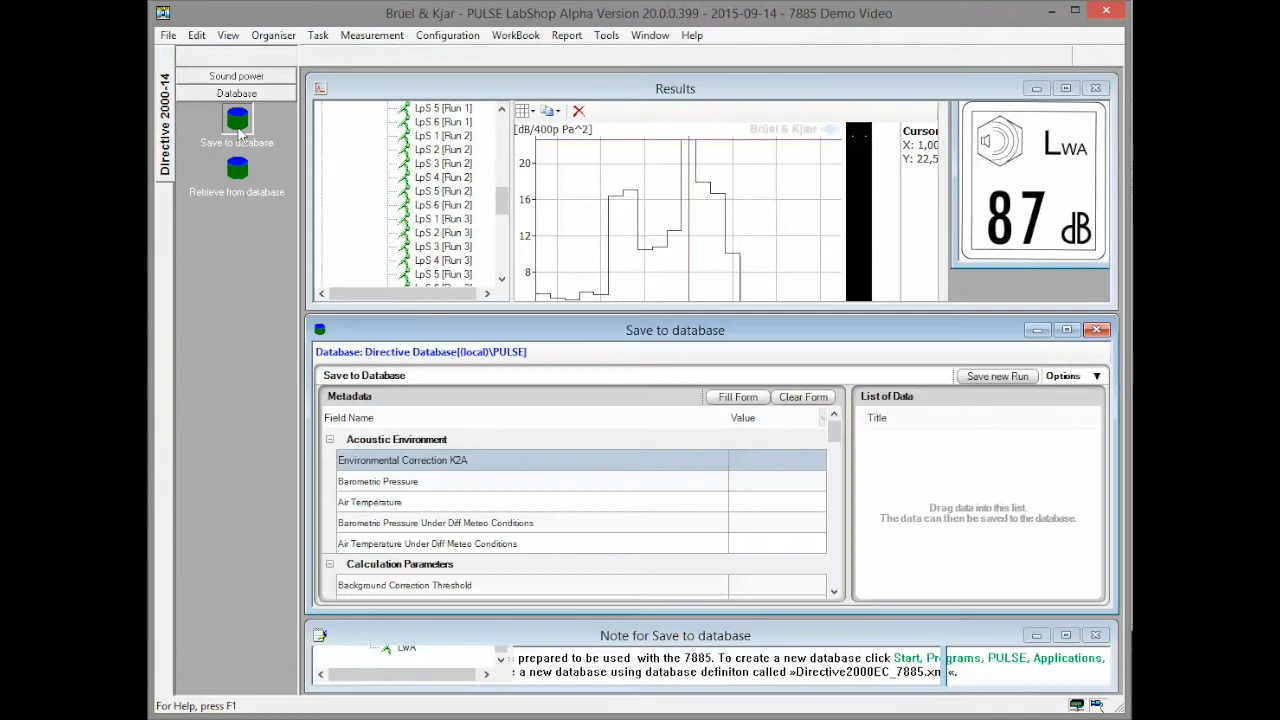 Brüel & Kjær - PULSE LabShop Alpha Version 20.0.0.399 - 2015-09-14 - 7885 Demo Video
File Edit View Organiser Task Measurement Configuration WorkBook Report Tools Window Help
Directive 2000-14
Sound power
Database
Save to database
Retrieve from database
Results
LpS 5 [Run 1]
LpS 6 [Run 1]
LpS 1 [Run 2]
LpS 2 [Run 2]
LpS 3 [Run 2]
LpS 4 [Run 2]
LpS 5 [Run 2]
LpS 6 [Run 2]
LpS 1 [Run 3]
LpS 2 [Run 3]
LpS 3 [Run 3]
LpS 4 [Run 3]
LpS 5 [Run 3]
[dB/400p Pa^2]
Brüel & Kjær
20
16
12
8
Cursor
X: 1,00
Y: 22,5
LWA
87 dB
Save to database
Database: Directive Database[(local)\PULSE]
Save to Database
Save new Run
Options
Metadata
Fill Form
Clear Form
Field Name
Value
Acoustic Environment
Environmental Correction K2A
Barometric Pressure
Air Temperature
Barometric Pressure Under Diff Meteo Conditions
Air Temperature Under Diff Meteo Conditions
Calculation Parameters
Background Correction Threshold
List of Data
Title
Drag data into this list.
The data can then be saved to the database.
Note for Save to database
LWA
prepared to be used with the 7885. To create a new database click Start, Programs, PULSE, Applications,
a new database using database definiton called »Directive2000EC_7885.xm «.
For Help, press F1